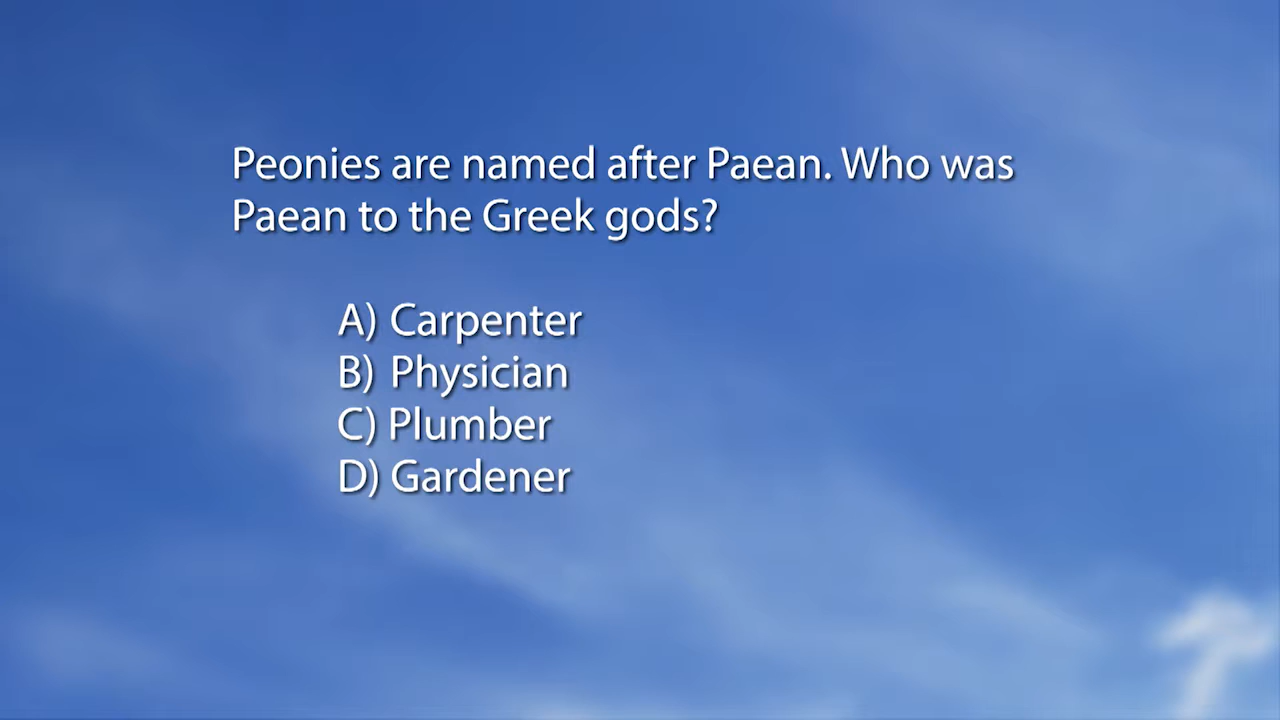 Peonies are named after Paean. Who was
Paean to the Greek gods?
A) Carpenter
B) Physician
C) Plumber
D) Gardener